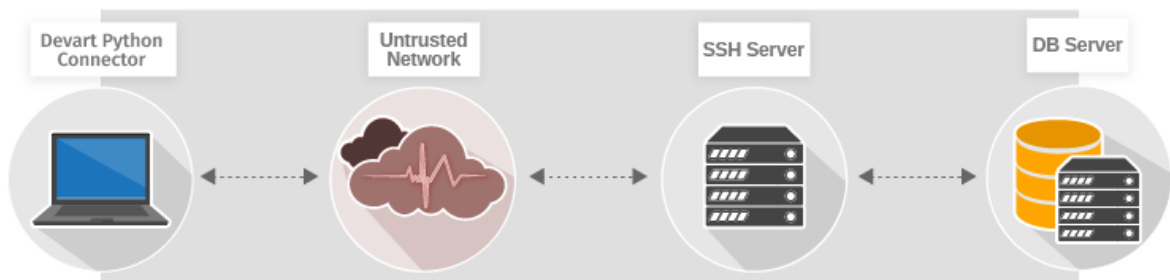 Devart Python
Connector
Untrusted
Network
SSH Server
DB Server